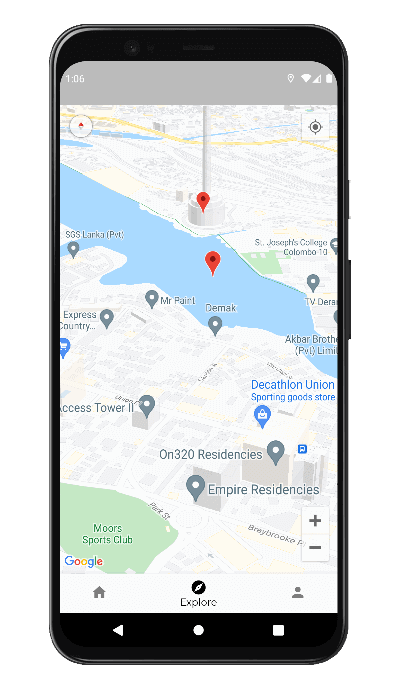 1:06
SGS Lanka (Pvt)
St. Joseph's College
Colombo 10
TV Deran
Mr Paint
Demak
Express
Country...
Akbar Brothe
(Pvt) Limi
Decathlon Union
Sporting goods store
Access Tower II
On320 Residencies
Empire Residencies
Park St
Moors
Sports Club
Braybrooke P
+
−
Google
Explore